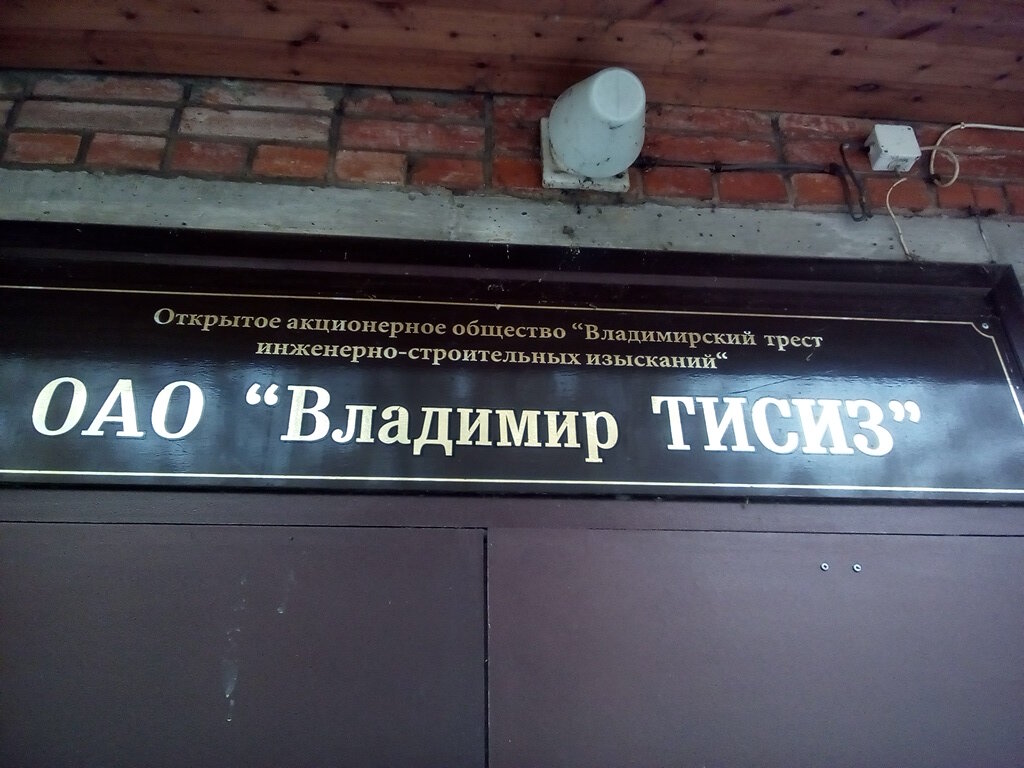 Открытое акционерное общество “Владимирский трест
инженерно-строительных изысканий“
ОАО “Владимир ТИСИЗ”